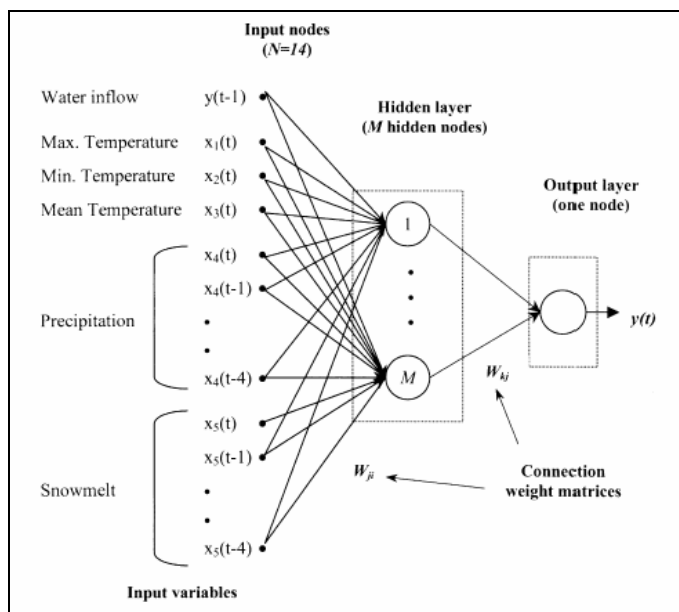 Input nodes
(N=14)
Hidden layer
(M hidden nodes)
Output layer
(one node)
Water inflow y(t-1)
Max. Temperature x₁(t)
Min. Temperature x₂(t)
Mean Temperature x₃(t)
Precipitation
x₄(t)
x₄(t-1)
x₄(t-4)
Snowmelt
x₅(t)
x₅(t-1)
x₅(t-4)
Input variables
1
M
y(t)
Wkj
Wji
Connection
weight matrices